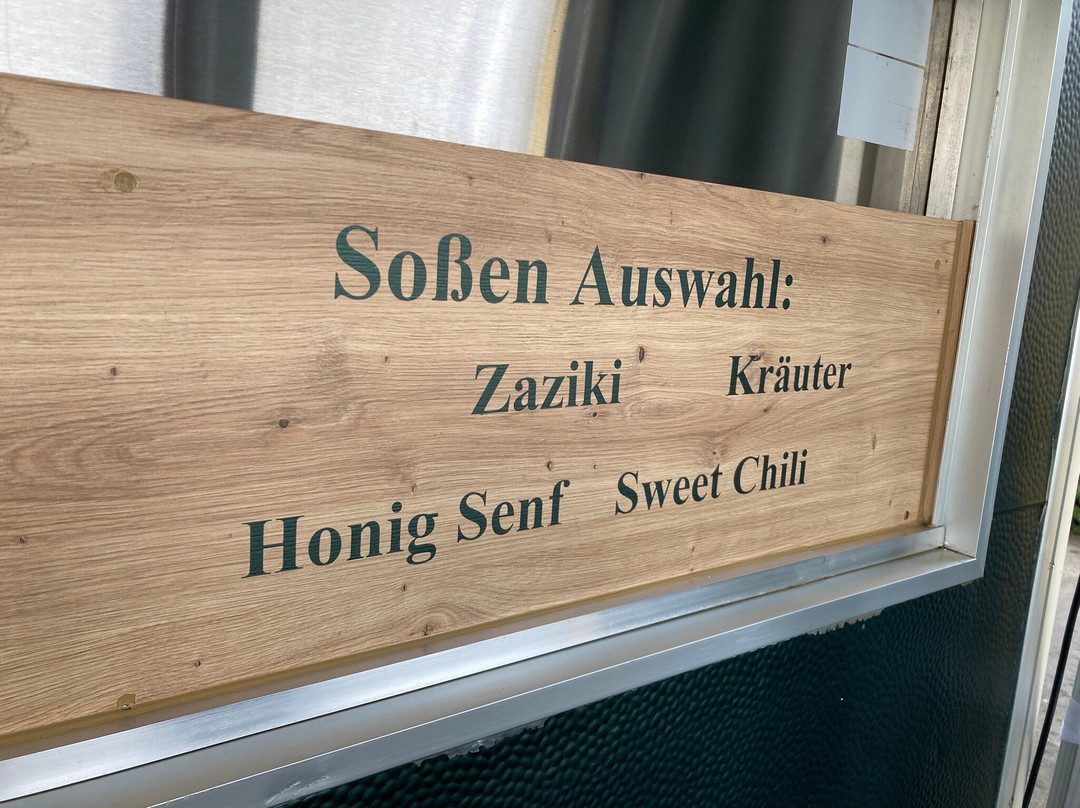 Soßen Auswahl:
Zaziki Kräuter
Honig Senf Sweet Chili